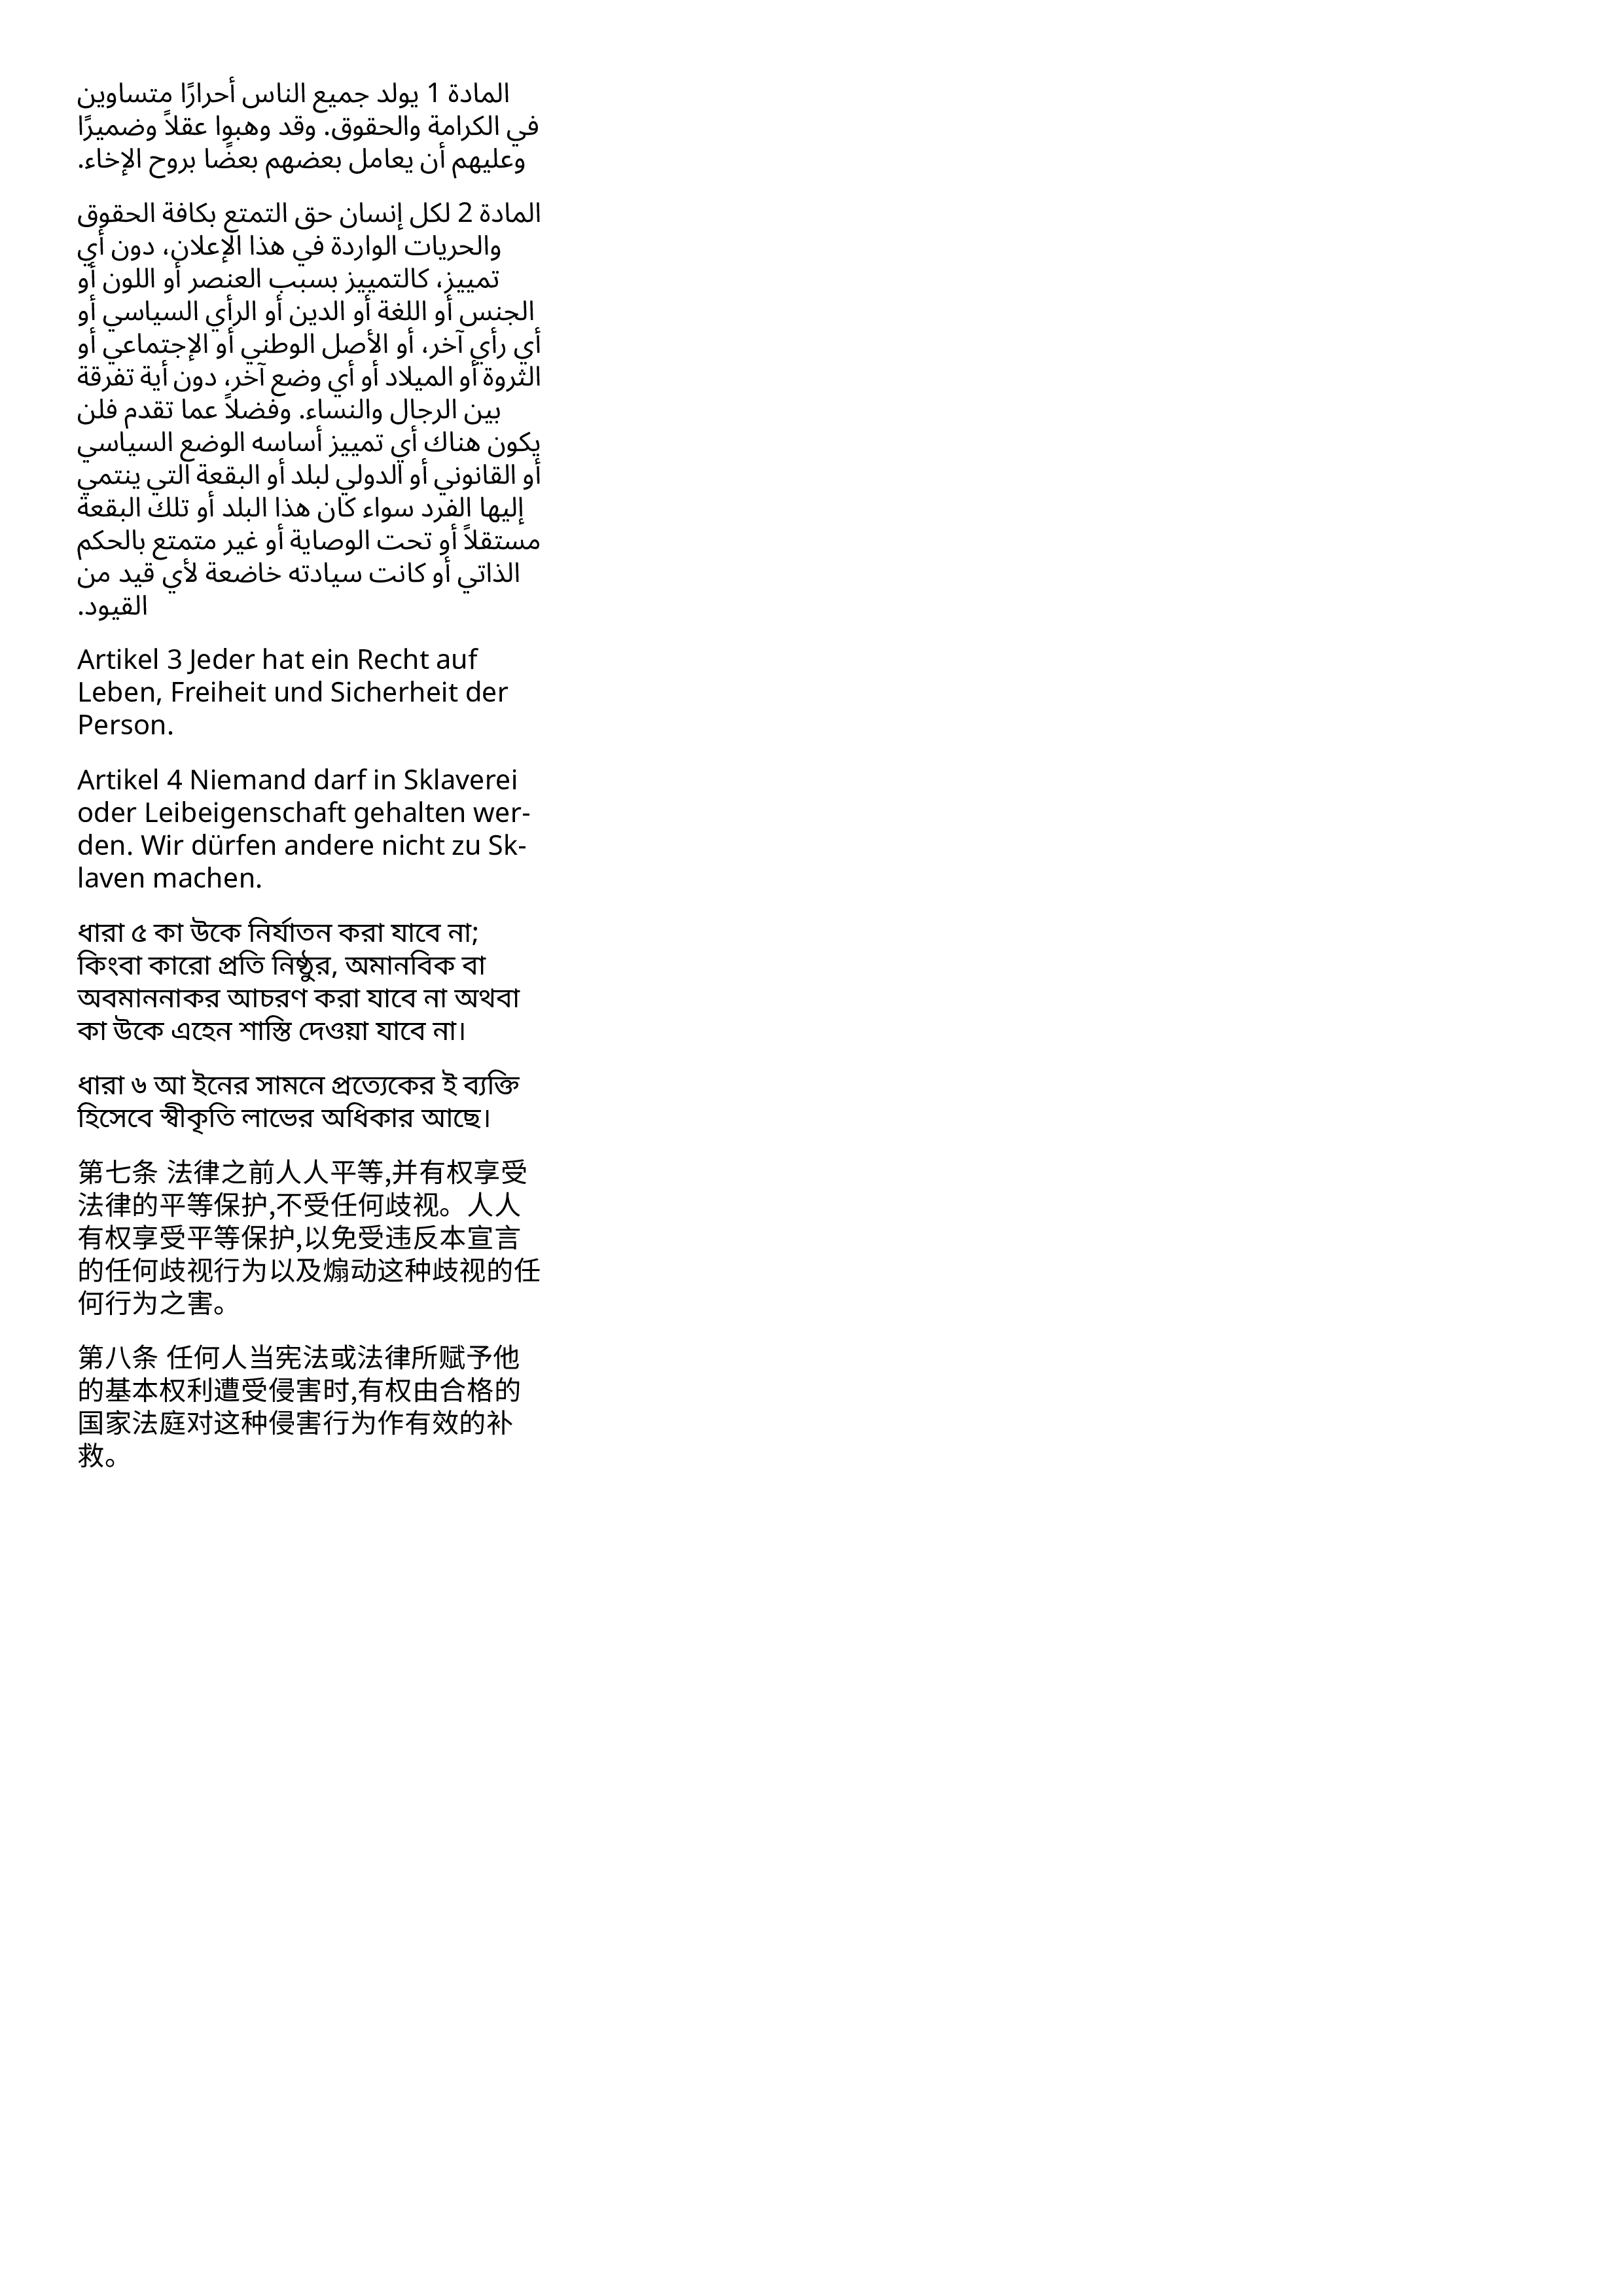 المادة 1 يولد جميع الناس أحرارًا متساوين
في الكرامة والحقوق. وقد وهبوا عقلاً وضميرًا
وعليهم أن يعامل بعضهم بعضًا بروح الإخاء.
المادة 2 لكل إنسان حق التمتع بكافة الحقوق
والحريات الواردة في هذا الإعلان، دون أي
تمييز، كالتمييز بسبب العنصر أو اللون أو
الجنس أو اللغة أو الدين أو الرأي السياسي أو
أي رأي آخر، أو الأصل الوطني أو الإجتماعي أو
الثروة أو الميلاد أو أي وضع آخر، دون أية تفرقة
بين الرجال والنساء. وفضلاً عما تقدم فلن
يكون هناك أي تمييز أساسه الوضع السياسي
أو القانوني أو الدولي لبلد أو البقعة التي ينتمي
إليها الفرد سواء كان هذا البلد أو تلك البقعة
مستقلاً أو تحت الوصاية أو غير متمتع بالحكم
الذاتي أو كانت سيادته خاضعة لأي قيد من
القيود.
Artikel 3 Jeder hat ein Recht auf
Leben, Freiheit und Sicherheit der
Person.
Artikel 4 Niemand darf in Sklaverei
oder Leibeigenschaft gehalten wer-
den. Wir dürfen andere nicht zu Sk-
laven machen.
ধারা ৫ কা উকে নির্যাতন করা যাবে না;
কিংবা কারো প্রতি নিষ্ঠুর, অমানবিক বা
অবমাননাকর আচরণ করা যাবে না অথবা
কা উকে এহেন শাস্তি দেওয়া যাবে না।
ধারা ৬ আ ইনের সামনে প্রত্যেকের ই ব্যক্তি
হিসেবে স্বীকৃতি লাভের অধিকার আছে।
第七条 法律之前人人平等,并有权享受
法律的平等保护,不受任何歧视。人人
有权享受平等保护,以免受违反本宣言
的任何歧视行为以及煽动这种歧视的任
何行为之害。
第八条 任何人当宪法或法律所赋予他
的基本权利遭受侵害时,有权由合格的
国家法庭对这种侵害行为作有效的补
救。